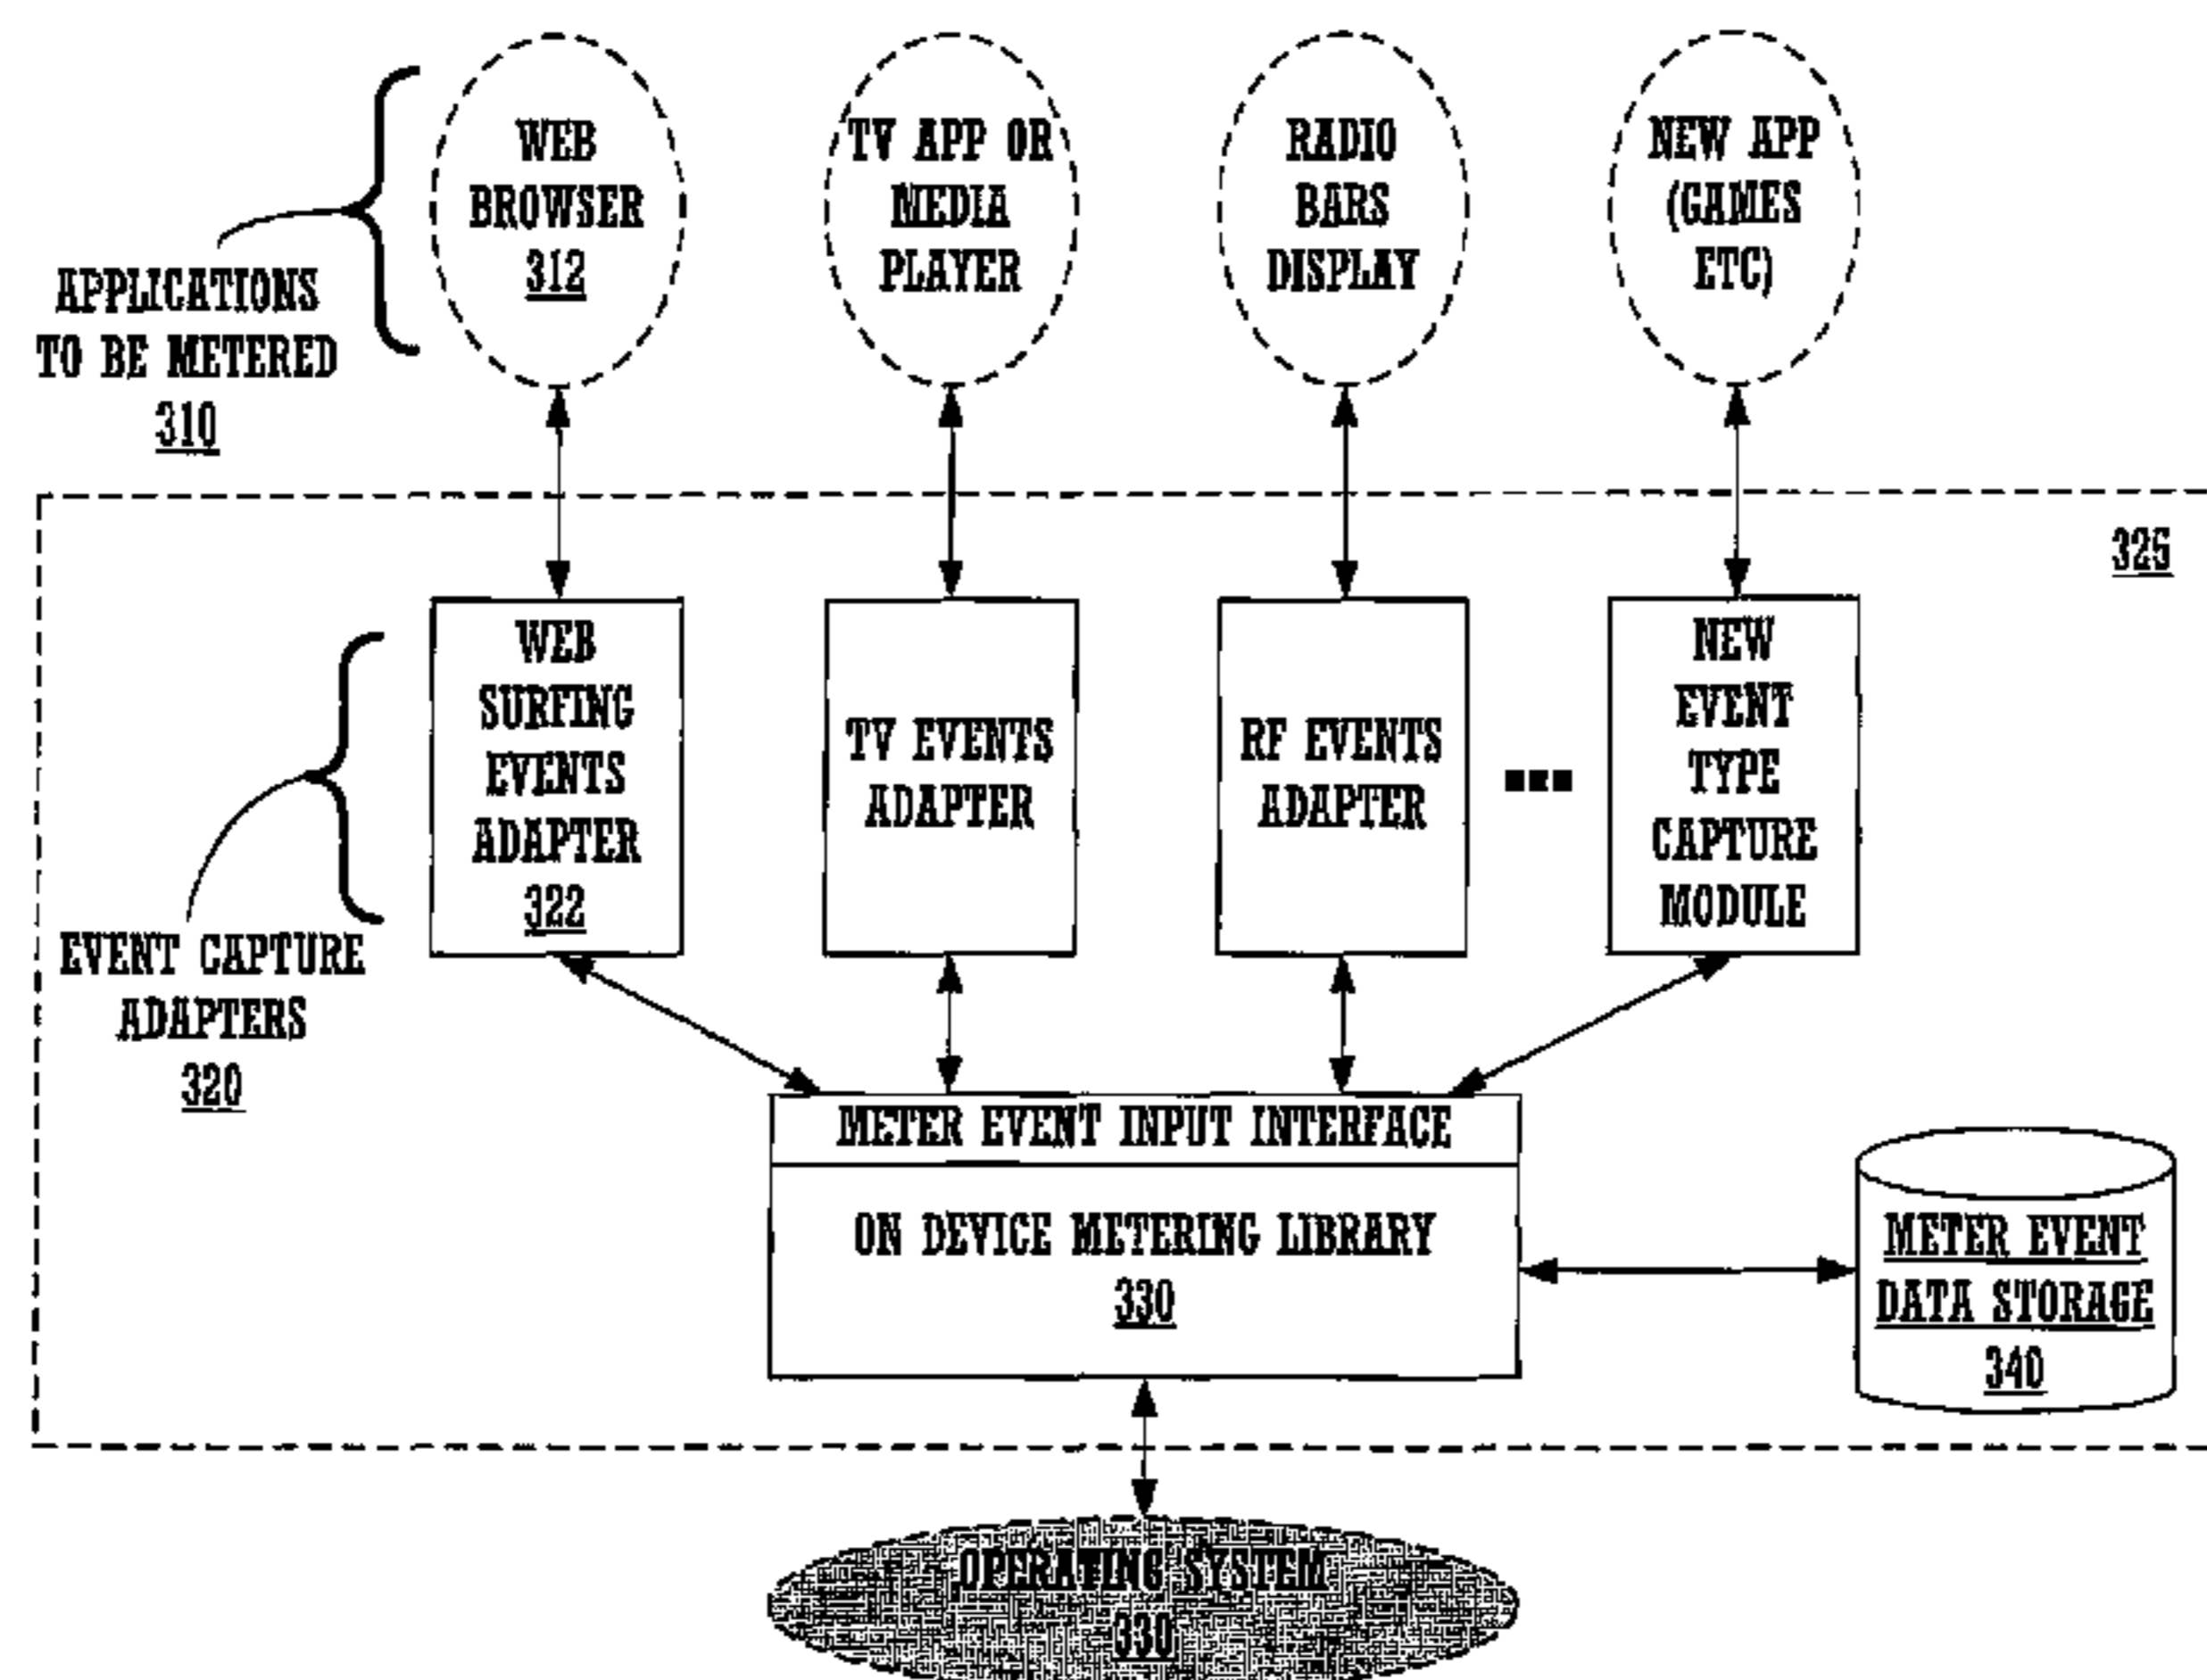 WEB
BROWSER
312
TV APP OR
MEDIA
PLAYER
RADIO
BARS
DISPLAY
NEW APP
(GAMES
ETC)
APPLICATIONS
TO BE METERED
310
325
WEB
SURFING
EVENTS
ADAPTER
322
TV EVENTS
ADAPTER
RF EVENTS
ADAPTER
NEW
EVENT
TYPE
CAPTURE
MODULE
EVENT CAPTURE
ADAPTERS
320
METER EVENT INPUT INTERFACE
ON DEVICE METERING LIBRARY
330
METER EVENT
DATA STORAGE
340
OPERATING SYSTEM
330